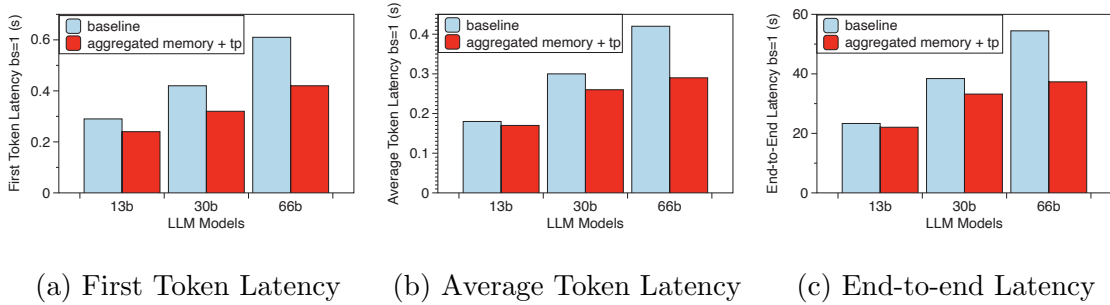 First Token Latency bs=1 (s)
0.6
0.4
0.2
0
baseline
aggregated memory + tp
13b 30b 66b
LLM Models
(a) First Token Latency
Average Token Latency bs=1 (s)
0.4
0.3
0.2
0.1
0
baseline
aggregated memory + tp
13b 30b 66b
LLM Models
(b) Average Token Latency
End-to-End Latency bs=1 (s)
60
40
20
0
baseline
aggregated memory + tp
13b 30b 66b
LLM Models
(c) End-to-end Latency